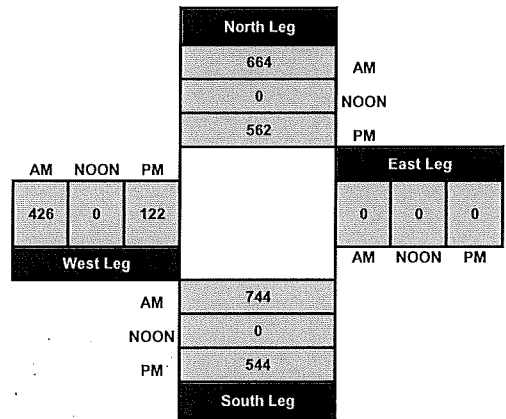 North Leg
664 AM
0 NOON
562 PM
East Leg
AM NOON PM
426 0 122
0 0 0
West Leg
AM NOON PM
AM 744
NOON 0
PM 544
South Leg